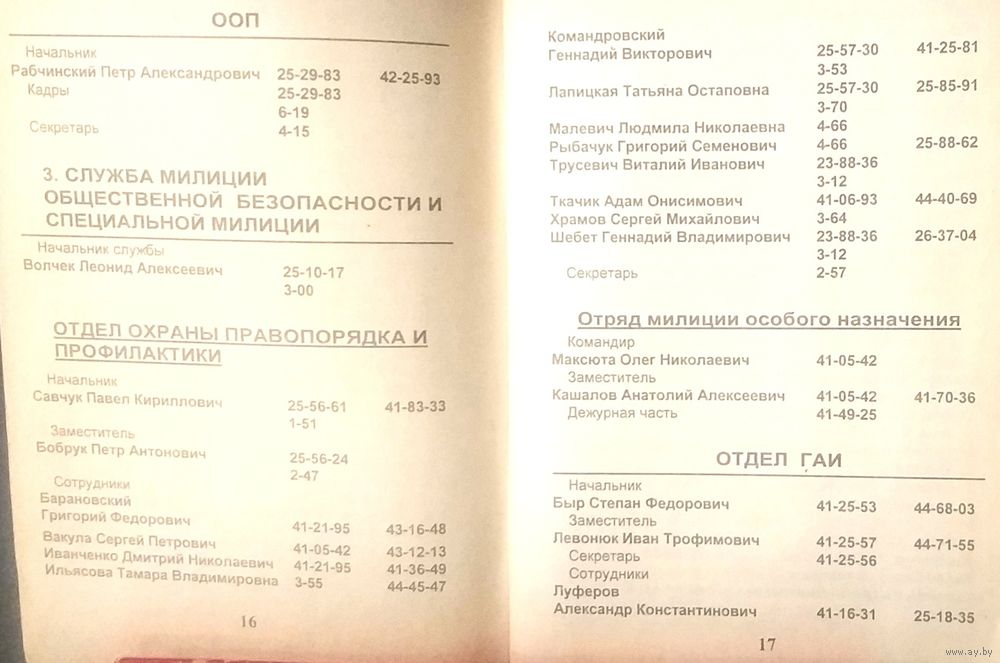 ООП
Начальник
Рабчинский Петр Александрович 25-29-83 42-25-93
Кадры 25-29-83
6-19
Секретарь 4-15
3. СЛУЖБА МИЛИЦИИ
ОБЩЕСТВЕННОЙ БЕЗОПАСНОСТИ И
СПЕЦИАЛЬНОЙ МИЛИЦИИ
Начальник службы
Волчек Леонид Алексеевич 25-10-17
3-00
ОТДЕЛ ОХРАНЫ ПРАВОПОРЯДКА И
ПРОФИЛАКТИКИ
Начальник
Савчук Павел Кириллович 25-56-61 41-83-33
1-51
Заместитель
Бобрук Петр Антонович 25-56-24
2-47
Сотрудники
Барановский
Григорий Федорович 41-21-95 43-16-48
Вакула Сергей Петрович 41-05-42 43-12-13
Иванченко Дмитрий Николаевич 41-21-95 41-36-49
Ильясова Тамара Владимировна 3-55 44-45-47
16
Командровский
Геннадий Викторович 25-57-30 41-25-81
3-53
Лапицкая Татьяна Остаповна 25-57-30 25-85-91
3-70
Малевич Людмила Николаевна 4-66
Рыбачук Григорий Семенович 4-66 25-88-62
Трусевич Виталий Иванович 23-88-36
3-12
Ткачик Адам Онисимович 41-06-93 44-40-69
Храмов Сергей Михайлович 3-64
Шебет Геннадий Владимирович 23-88-36 26-37-04
3-12
Секретарь 2-57
Отряд милиции особого назначения
Командир
Максюта Олег Николаевич 41-05-42
Заместитель
Кашалов Анатолий Алексеевич 41-05-42 41-70-36
Дежурная часть 41-49-25
ОТДЕЛ ГАИ
Начальник
Быр Степан Федорович 41-25-53 44-68-03
Заместитель
Левонюк Иван Трофимович 41-25-57 44-71-55
Секретарь 41-25-56
Сотрудники
Луферов
Александр Константинович 41-16-31 25-18-35
17
www.ay.by